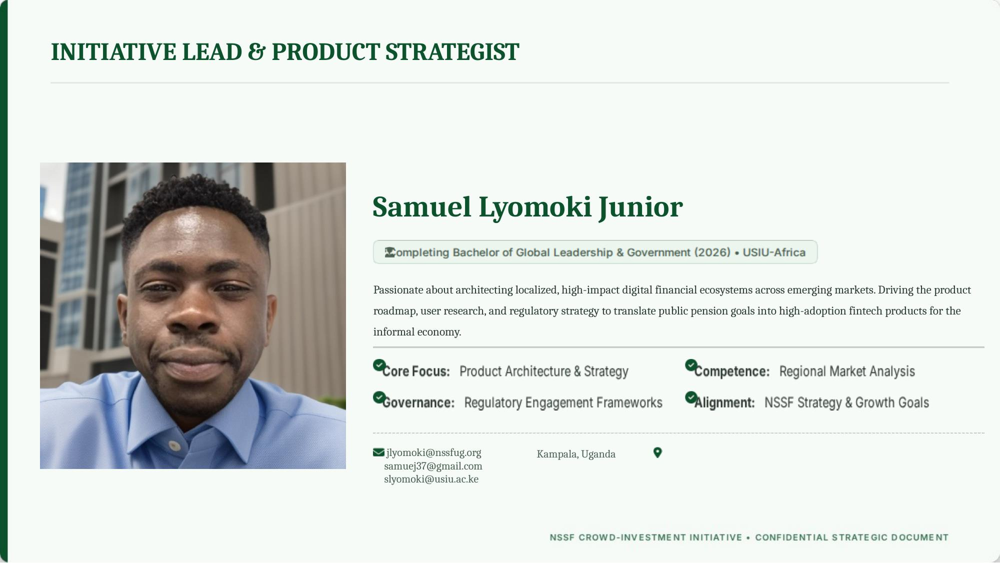 INITIATIVE LEAD & PRODUCT STRATEGIST
Samuel Lyomoki Junior
Completing Bachelor of Global Leadership & Government (2026) • USIU-Africa
Passionate about architecting localized, high-impact digital financial ecosystems across emerging markets. Driving the product
roadmap, user research, and regulatory strategy to translate public pension goals into high-adoption fintech products for the
informal economy.
Core Focus: Product Architecture & Strategy
Competence: Regional Market Analysis
Governance: Regulatory Engagement Frameworks
Alignment: NSSF Strategy & Growth Goals
jlyomoki@nssfug.org
Kampala, Uganda
samuej37@gmail.com
slyomoki@usiu.ac.ke
NSSF CROWD-INVESTMENT INITIATIVE • CONFIDENTIAL STRATEGIC DOCUMENT